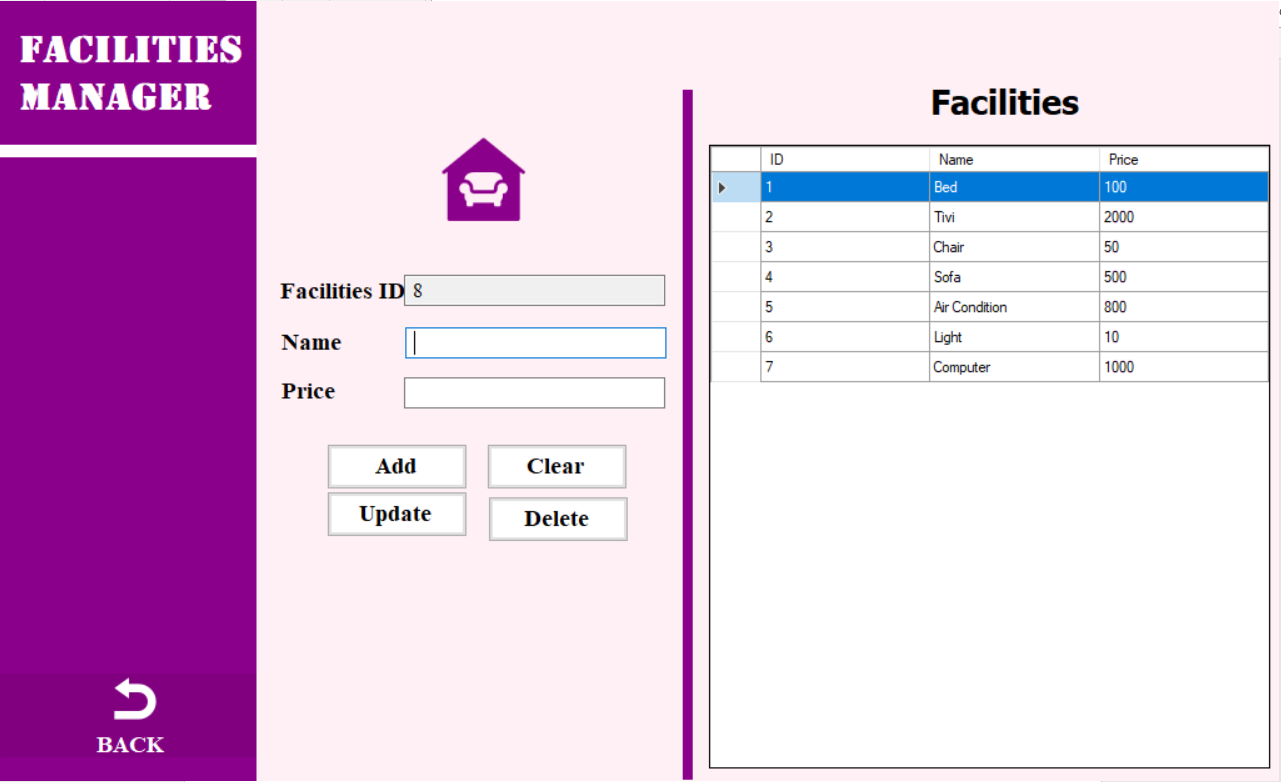 FACILITIES
MANAGER
Facilities ID 8
Name
Price
Add Clear
Update Delete
BACK
Facilities
ID Name Price
1 Bed 100
2 Tivi 2000
3 Chair 50
4 Sofa 500
5 Air Condition 800
6 Light 10
7 Computer 1000